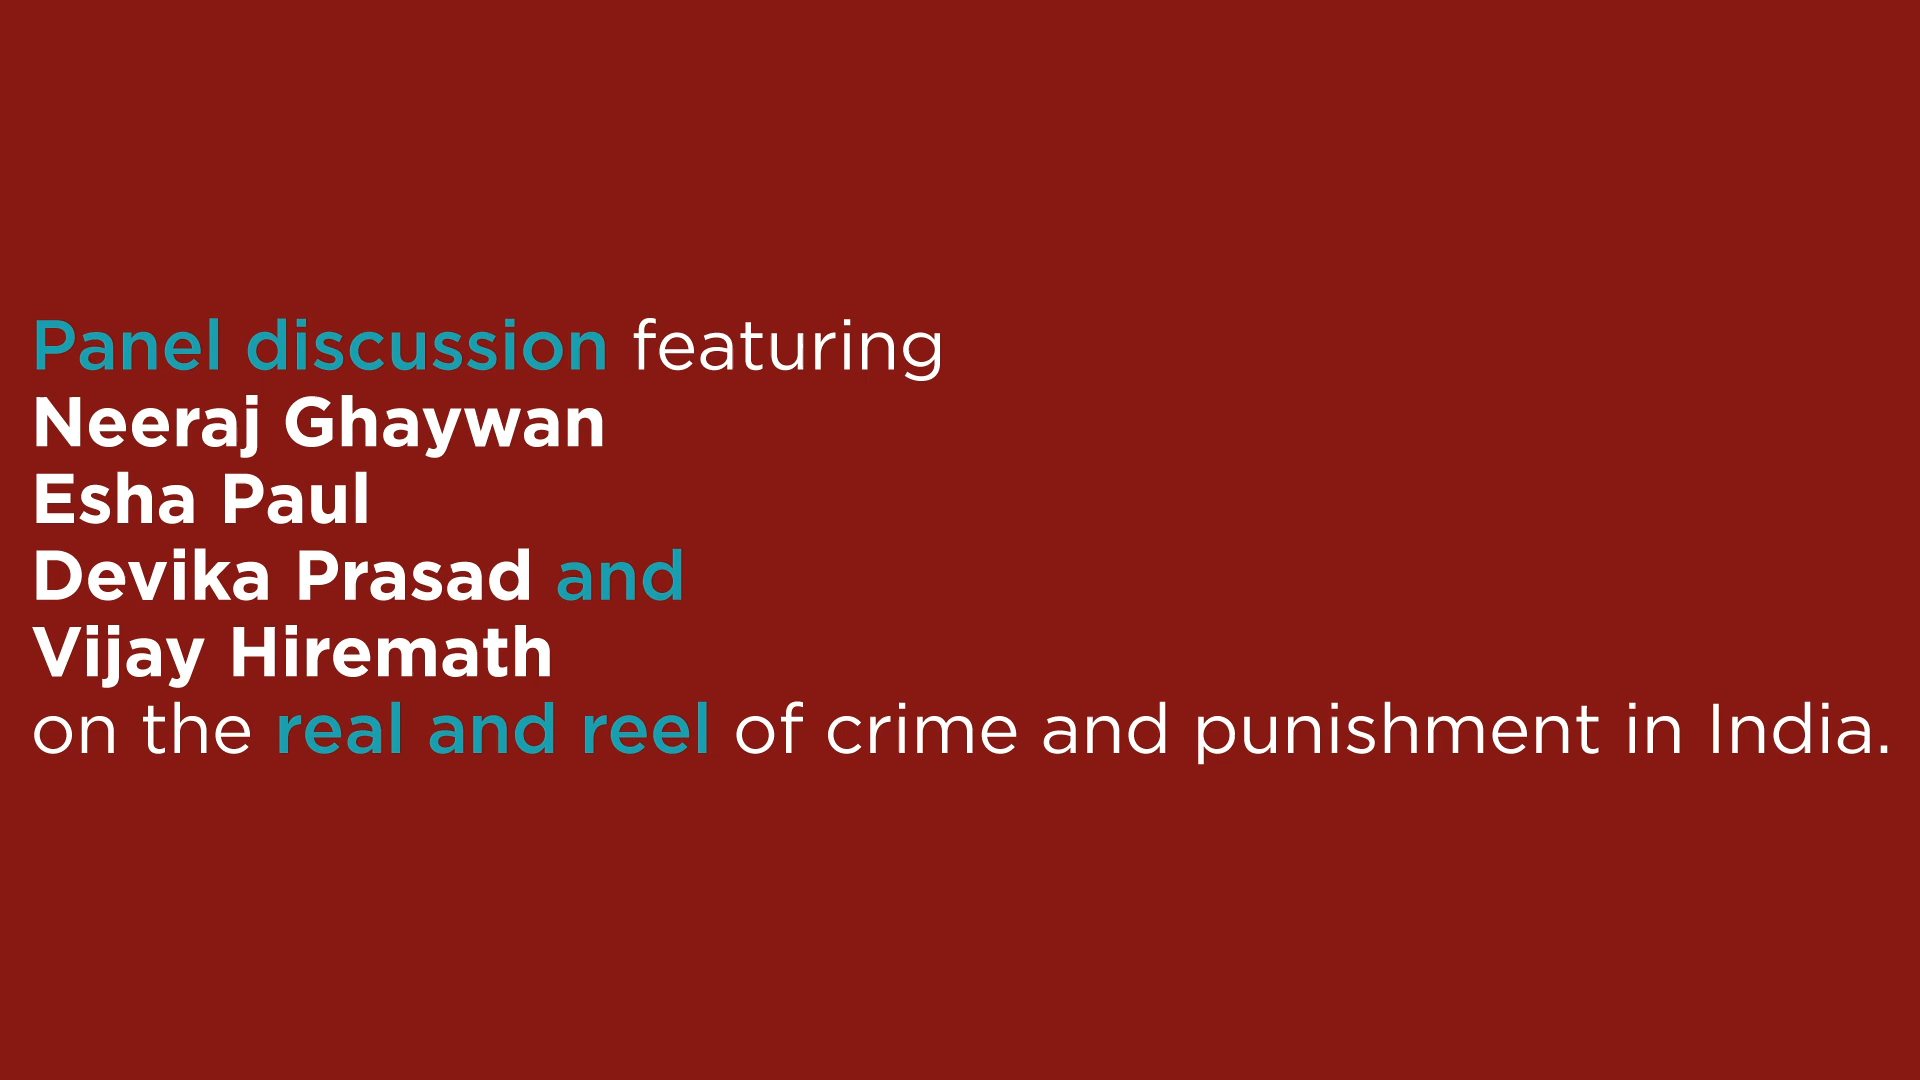 Panel discussion featuring
Neeraj Ghaywan
Esha Paul
Devika Prasad and
Vijay Hiremath
on the real and reel of crime and punishment in India.